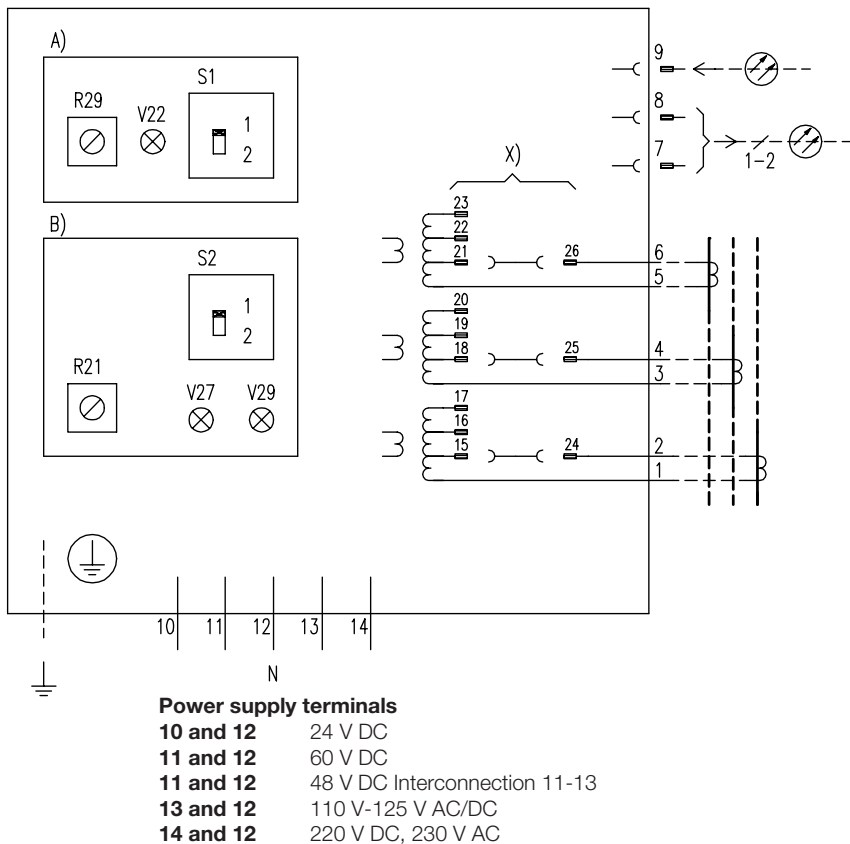 A)
S1
R29
V22
1
2
B)
S2
1
2
R21
V27 V29
X)
23
22
21 26
20
19
18 25
17
16
15 24
9
8
7
1–2
6
5
4
3
2
1
10 11 12 13 14
N
Power supply terminals
10 and 12 24 V DC
11 and 12 60 V DC
11 and 12 48 V DC Interconnection 11-13
13 and 12 110 V-125 V AC/DC
14 and 12 220 V DC, 230 V AC